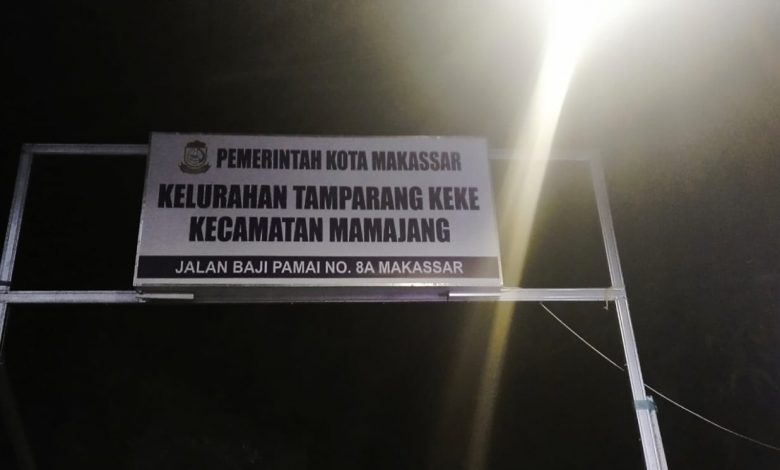 PEMERINTAH KOTA MAKASSAR
KELURAHAN TAMPARANG KEKE
KECAMATAN MAMAJANG
JALAN BAJI PAMAI NO. 8A MAKASSAR